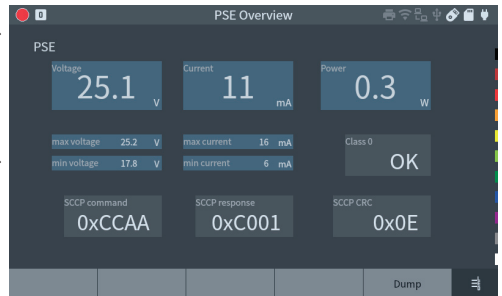 D PSE Overview
PSE
Voltage Current Power
25.1 V 11 mA 0.3 W
max voltage 25.2 V max current 16 mA Class 0
min voltage 17.8 V min current 6 mA OK
SCCP command SCCP response SCCP CRC
0xCCAA 0xC001 0x0E
Dump